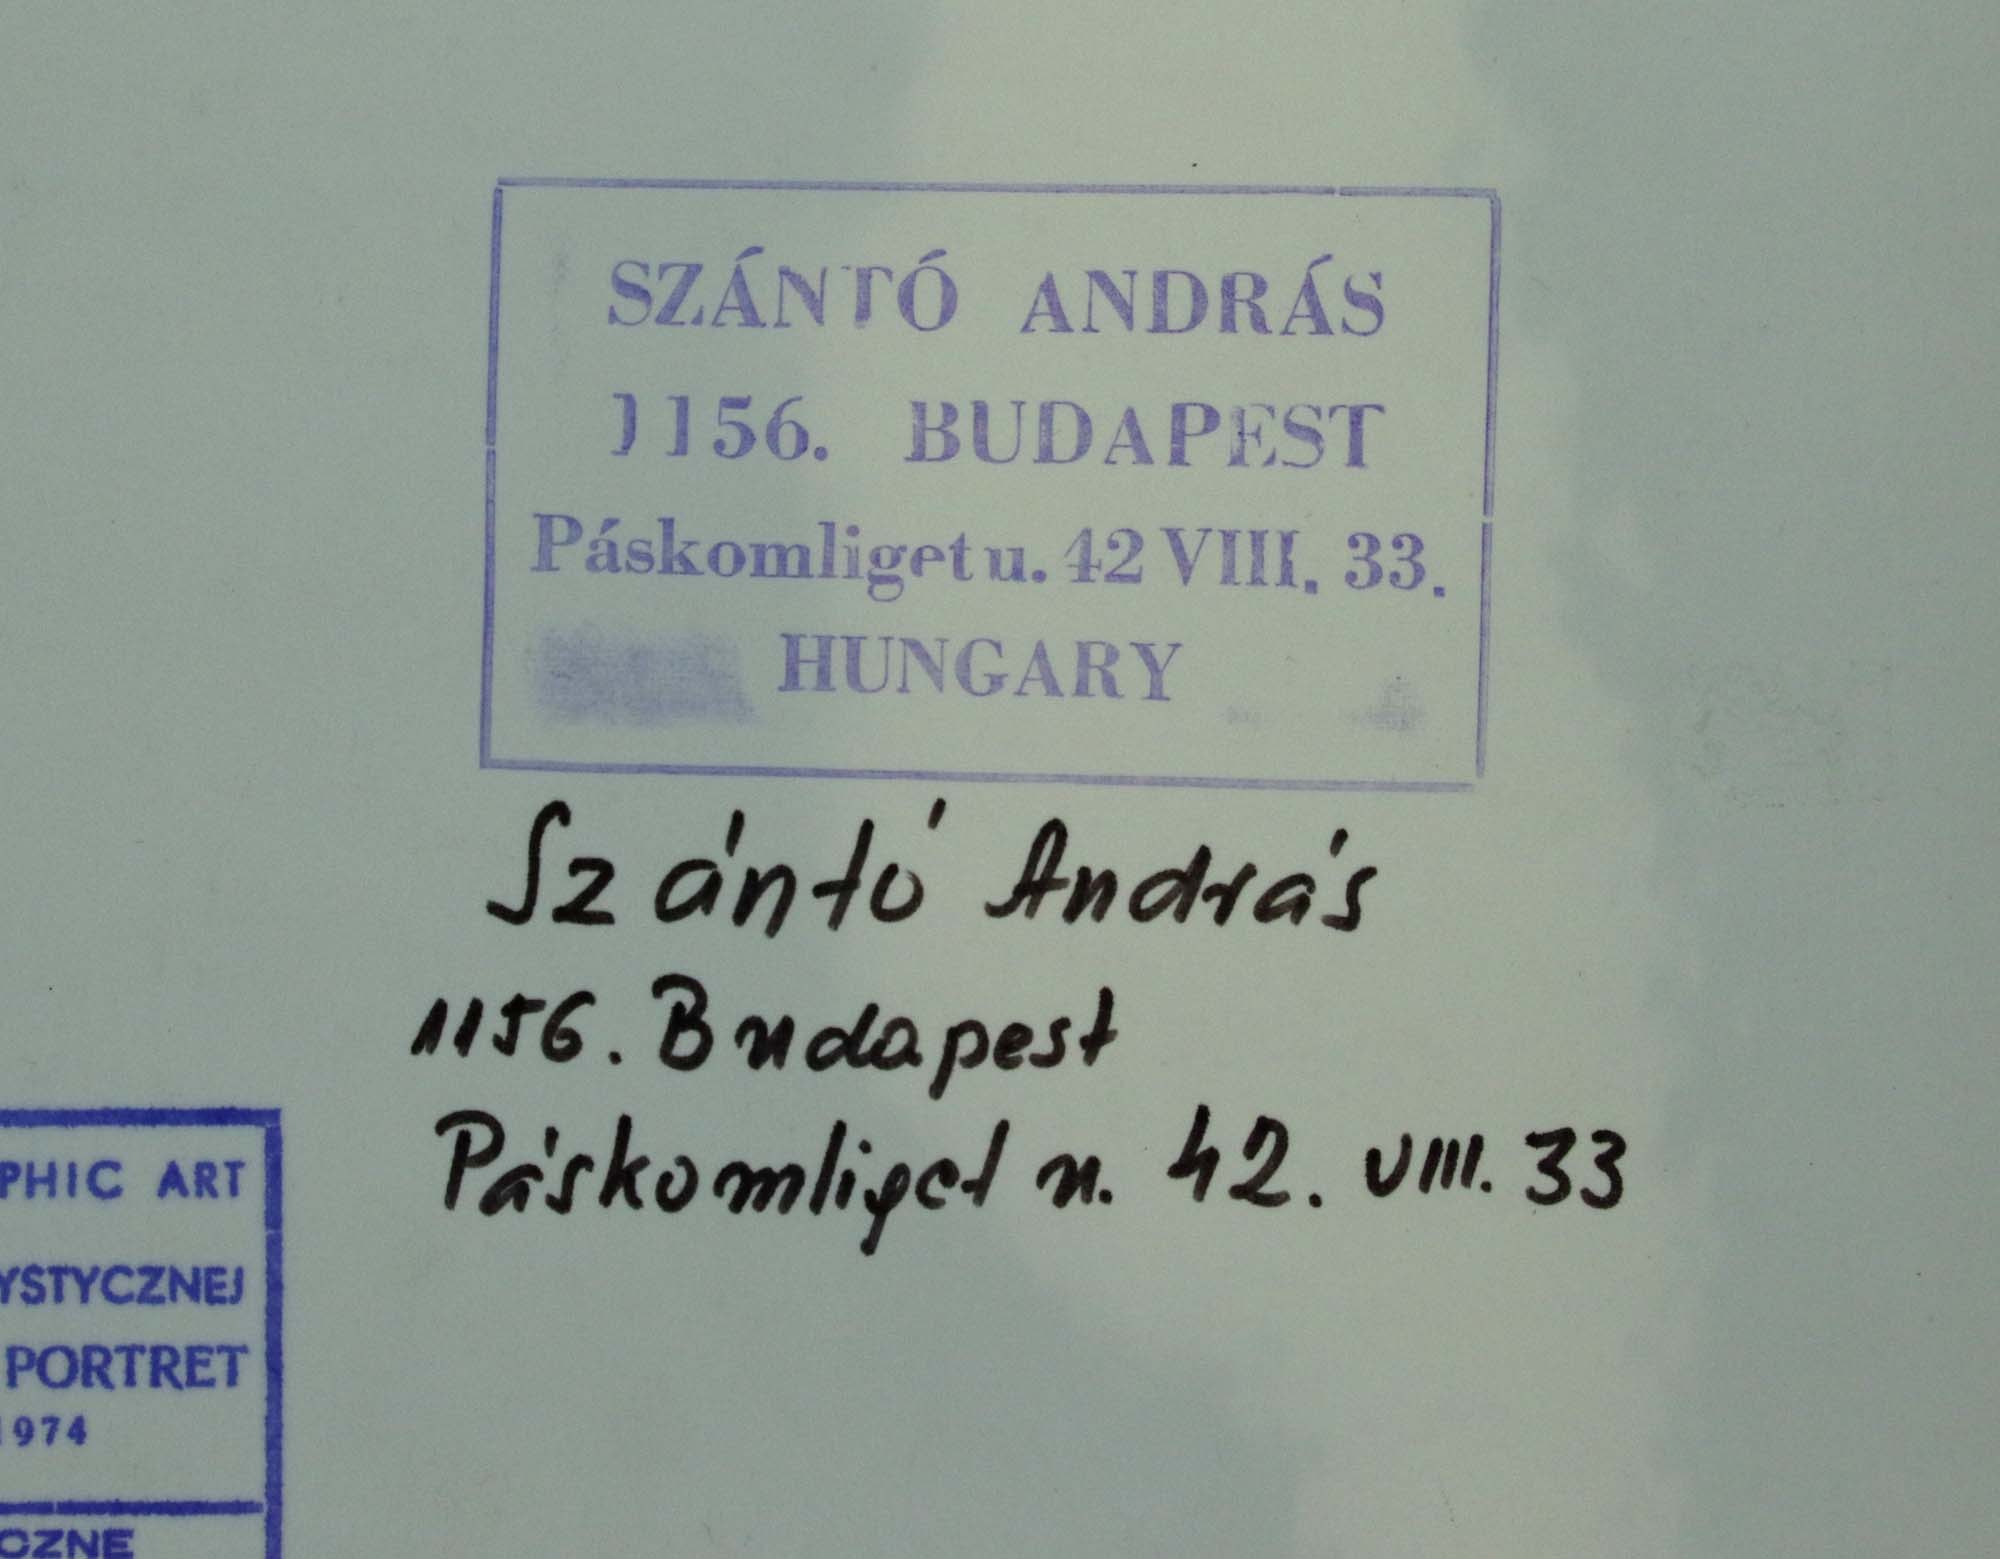 SZÁNTÓ ANDRÁS
1156. BUDAPEST
Páskomliget u. 42 VIII. 33.
HUNGARY
Szántó András
1156. Budapest
Páskomliget u. 42. VIII. 33
PHIC ART
YSTYCZNEJ
PORTRET
1974
CZNE